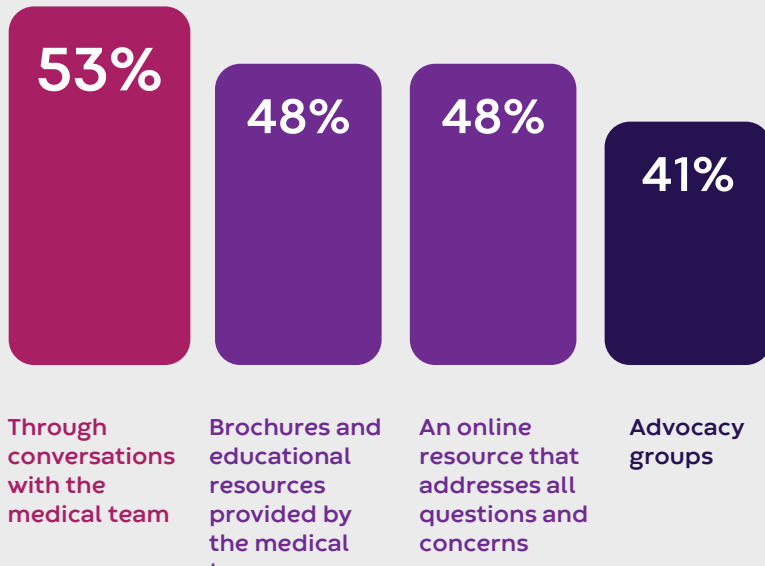 53%
48%
48%
41%
Through
conversations
with the
medical team
Brochures and
educational
resources
provided by
the medical
An online
resource that
addresses all
questions and
concerns
Advocacy
groups